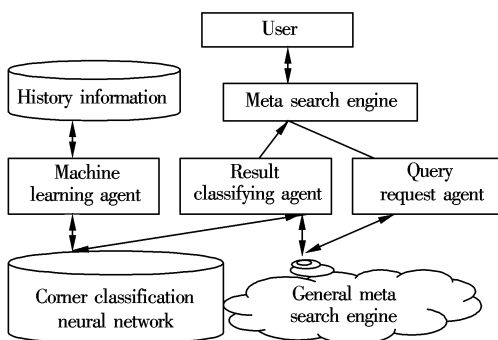 User
History information
Meta search engine
Machine
learning agent
Result
classifying agent
Query
request agent
Corner classification
neural network
General meta
search engine